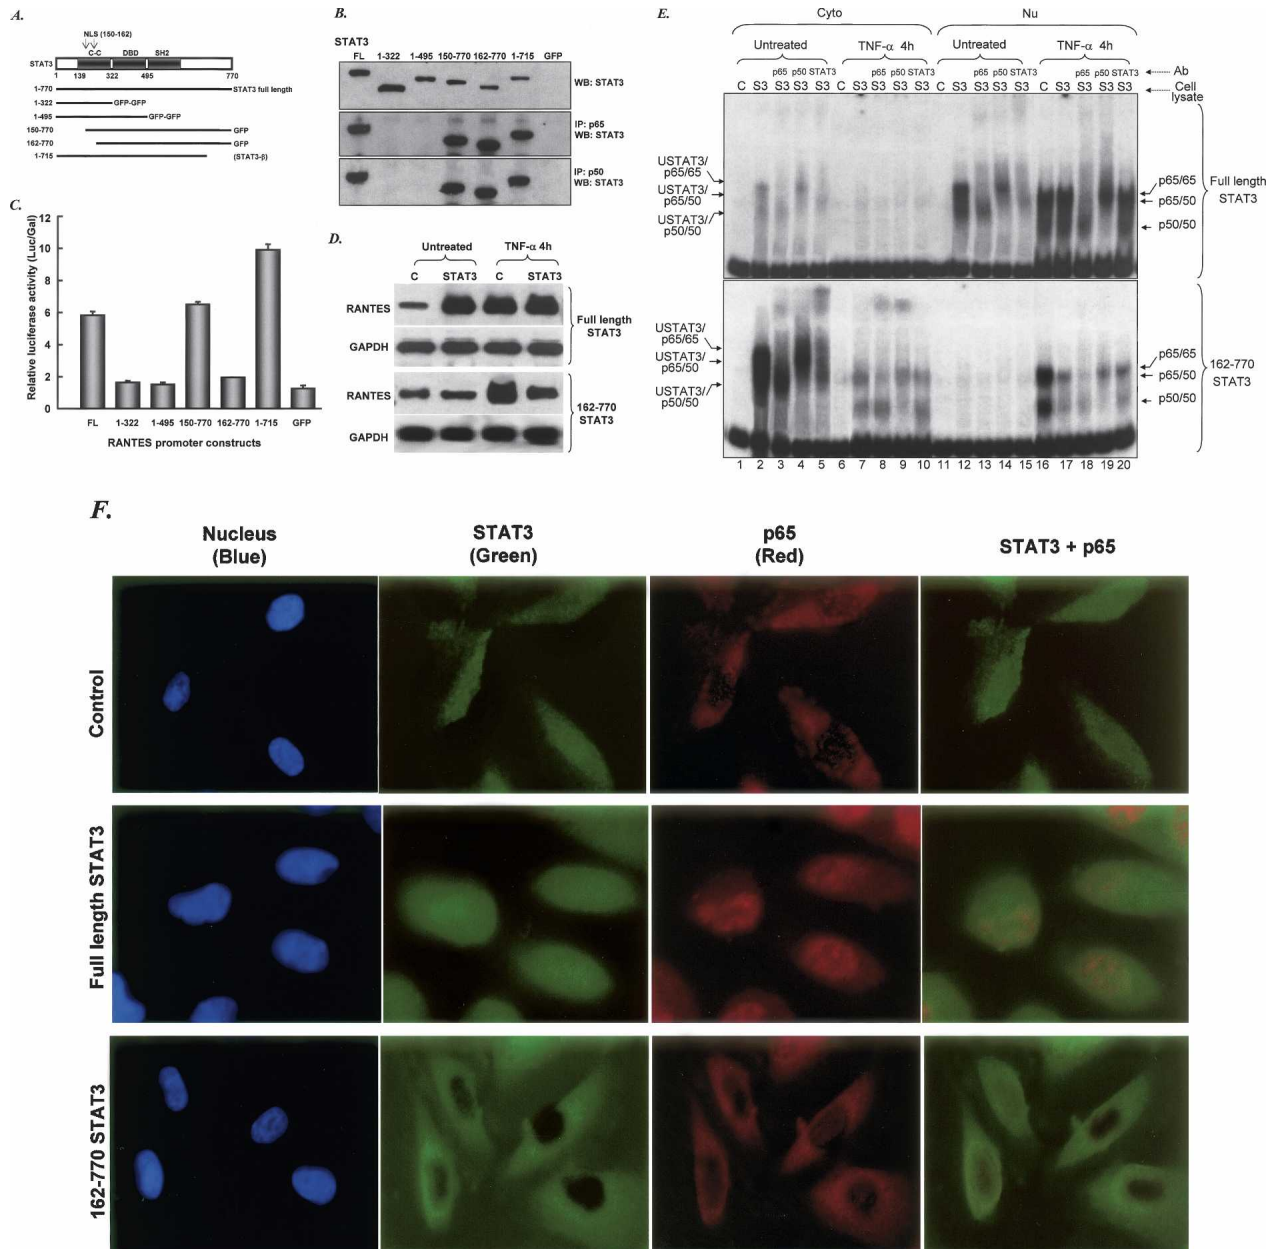 A.
NLS (150-162)
C-C DBD SH2
STAT3
1 139 322 495 770
1-770 STAT3 full length
1-322 GFP-GFP
1-495 GFP-GFP
150-770 GFP
162-770 GFP
1-715 (STAT3-β)
B.
STAT3
FL 1-322 1-495 150-770 162-770 1-715 GFP
WB: STAT3
IP: p65
WB: STAT3
IP: p50
WB: STAT3
C.
Relative luciferase activity (Luc/Gal)
12
10
8
6
4
2
0
FL 1-322 1-495 150-770 162-770 1-715 GFP
RANTES promoter constructs
D.
Untreated TNF-α 4h
C STAT3 C STAT3
RANTES
GAPDH
Full length
STAT3
RANTES
GAPDH
162-770
STAT3
E.
Cyto Nu
Untreated TNF-α 4h Untreated TNF-α 4h
p65 p50 STAT3 p65 p50 STAT3 p65 p50 STAT3 p65 p50 STAT3 Ab
C S3 S3 S3 S3 C S3 S3 S3 S3 C S3 S3 S3 S3 C S3 S3 S3 S3 Cell
lysate
USTAT3/
p65/65
USTAT3/
p65/50
USTAT3/
p50/50
p65/65
p65/50
p50/50
Full length
STAT3
USTAT3/
p65/65
USTAT3/
p65/50
USTAT3/
p50/50
p65/65
p65/50
p50/50
162-770
STAT3
1 2 3 4 5 6 7 8 9 10 11 12 13 14 15 16 17 18 19 20
F.
Nucleus
(Blue)
STAT3
(Green)
p65
(Red)
STAT3 + p65
Control
Full length STAT3
162-770 STAT3